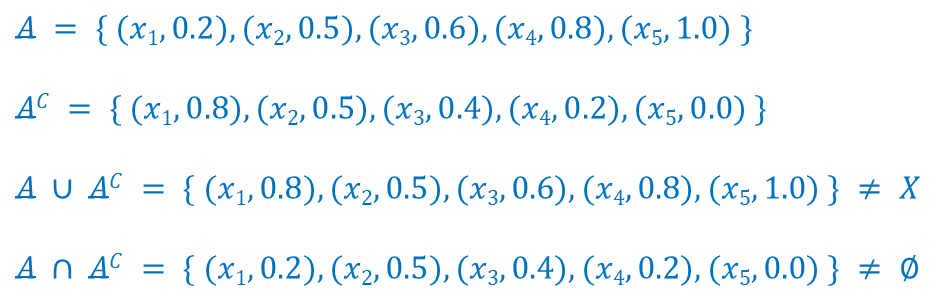 A̰ = { (x₁, 0.2), (x₂, 0.5), (x₃, 0.6), (x₄, 0.8), (x₅, 1.0) }
A̰ᶜ = { (x₁, 0.8), (x₂, 0.5), (x₃, 0.4), (x₄, 0.2), (x₅, 0.0) }
A̰ ∪ A̰ᶜ = { (x₁, 0.8), (x₂, 0.5), (x₃, 0.6), (x₄, 0.8), (x₅, 1.0) } ≠ X
A̰ ∩ A̰ᶜ = { (x₁, 0.2), (x₂, 0.5), (x₃, 0.4), (x₄, 0.2), (x₅, 0.0) } ≠ ∅